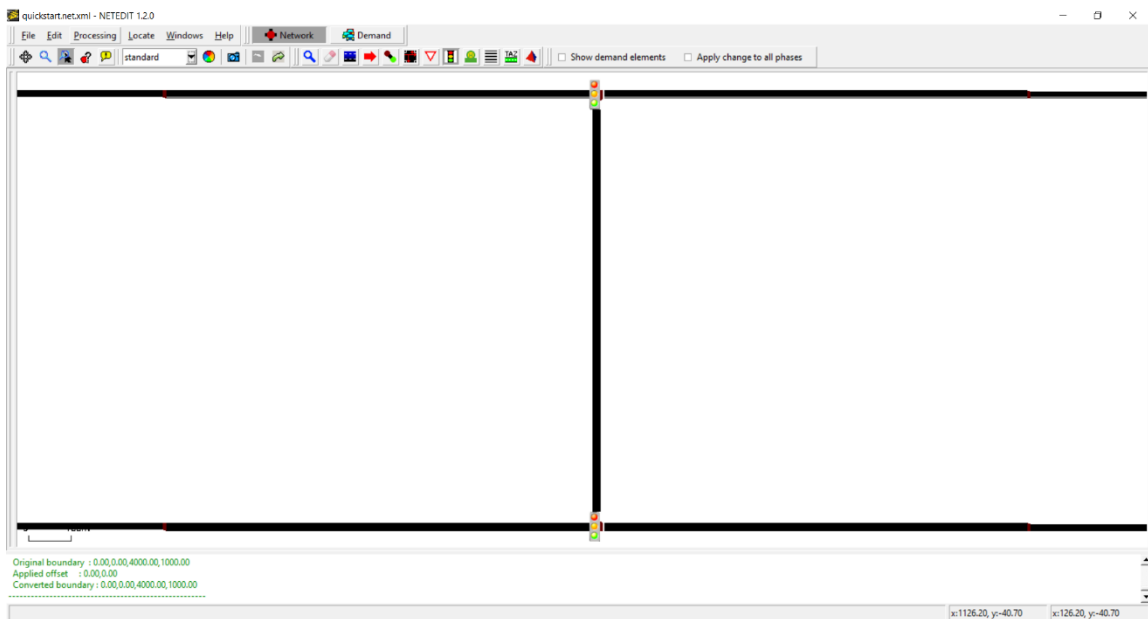 quickstart.net.xml - NETEDIT 1.2.0
File Edit Processing Locate Windows Help Network Demand
standard TAZ Show demand elements Apply change to all phases
Original boundary : 0.00,0.00,4000.00,1000.00
Applied offset : 0.00,0.00
Converted boundary : 0.00,0.00,4000.00,1000.00
----------------------------------------------------
x:1126.20, y:-40.70 x:126.20, y:-40.70